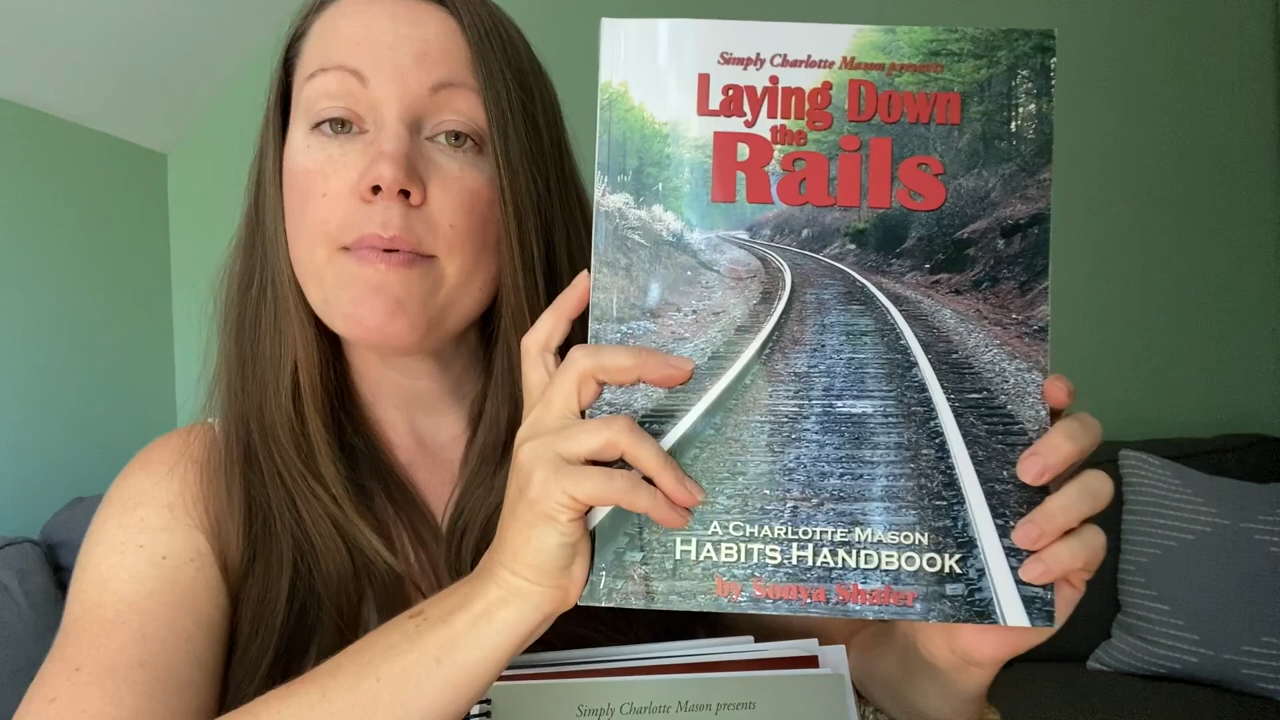 Simply Charlotte Mason presents
Laying Down
the
Rails
A Charlotte Mason
Habits Handbook
by Sonya Shafer
Simply Charlotte Mason presents